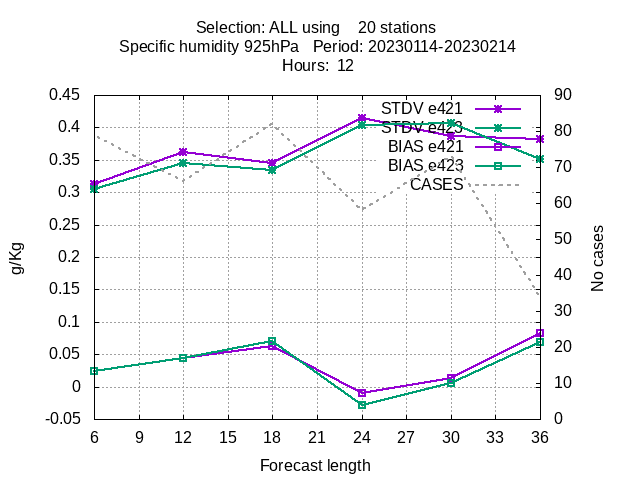 Selection: ALL using    20 stations
Specific humidity 925hPa   Period: 20230114-20230214
Hours:  12
0.45
0.4
0.35
0.3
0.25
0.2
0.15
0.1
0.05
0
-0.05
g/Kg
STDV e421
STDV e423
BIAS e421
BIAS e423
CASES
90
80
70
60
50
40
30
20
10
0
No cases
6 9 12 15 18 21 24 27 30 33 36
Forecast length